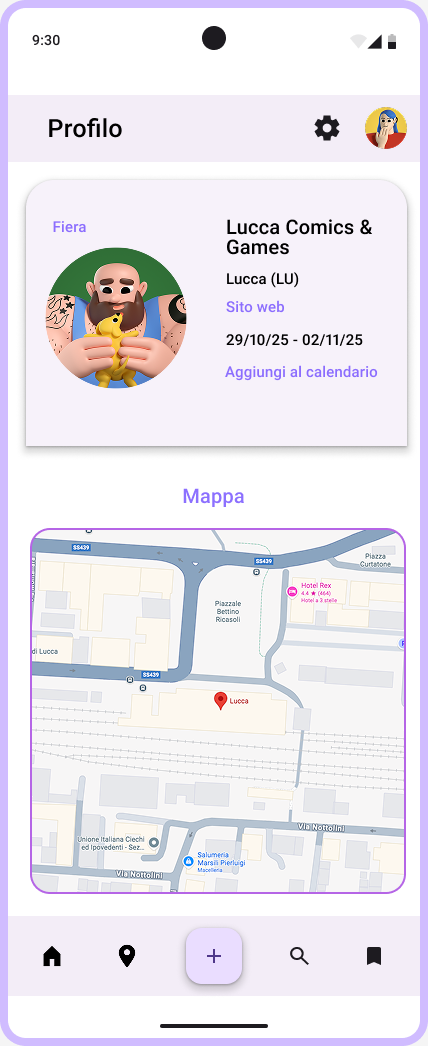 9:30
Profilo
Fiera
Lucca Comics &
Games
Lucca (LU)
Sito web
29/10/25 - 02/11/25
Aggiungi al calendario
Mappa
SS439
SS439
Piazza
Curtatone
Hotel Rex
4.4 ★ (464)
Hotel a 3 stelle
Piazzale
Bettino
Ricasoli
di Lucca
SS439
Lucca
Via Nottolini
Unione Italiana Ciechi
ed Ipovedenti - Sez...
Salumeria
Marsili Pierluigi
Macelleria
Via Nottolini